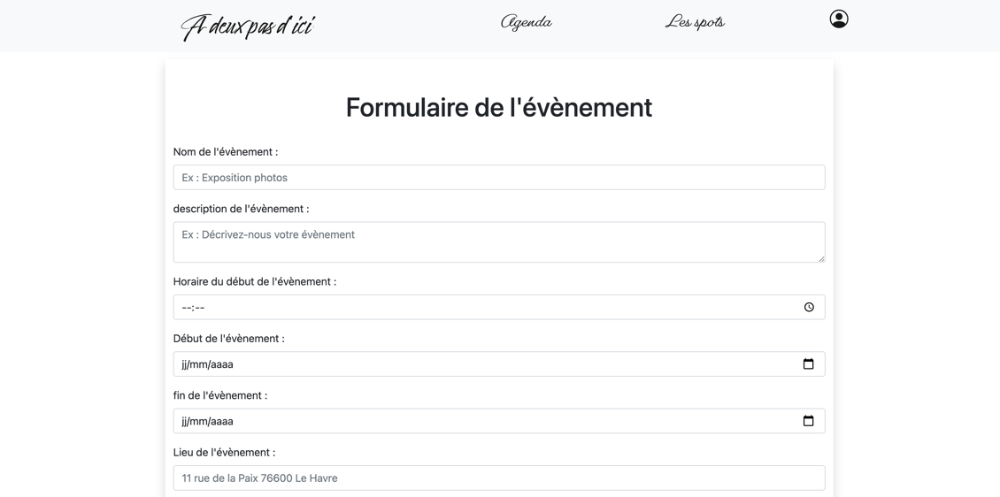 A deux pas d'ici
Agenda
Les spots
Formulaire de l'évènement
Nom de l'évènement :
Ex : Exposition photos
description de l'évènement :
Ex : Décrivez-nous votre évènement
Horaire du début de l'évènement :
--:--
Début de l'évènement :
jj/mm/aaaa
fin de l'évènement :
jj/mm/aaaa
Lieu de l'évènement :
11 rue de la Paix 76600 Le Havre